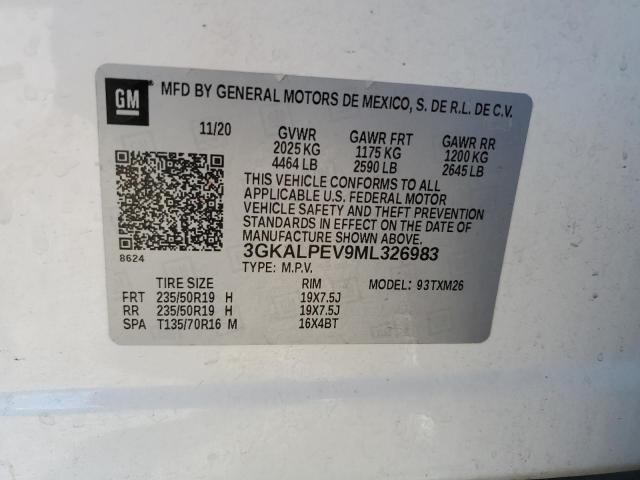 GM
MFD BY GENERAL MOTORS DE MEXICO, S. DE R.L. DE C.V.
11/20 GVWR GAWR FRT GAWR RR
2025 KG 1175 KG 1200 KG
4464 LB 2590 LB 2645 LB
THIS VEHICLE CONFORMS TO ALL
APPLICABLE U.S. FEDERAL MOTOR
VEHICLE SAFETY AND THEFT PREVENTION
STANDARDS IN EFFECT ON THE DATE OF
MANUFACTURE SHOWN ABOVE.
8624 3GKALPEV9ML326983
TYPE: M.P.V. MODEL: 93TXM26
TIRE SIZE RIM
FRT 235/50R19 H 19X7.5J
RR 235/50R19 H 19X7.5J
SPA T135/70R16 M 16X4BT